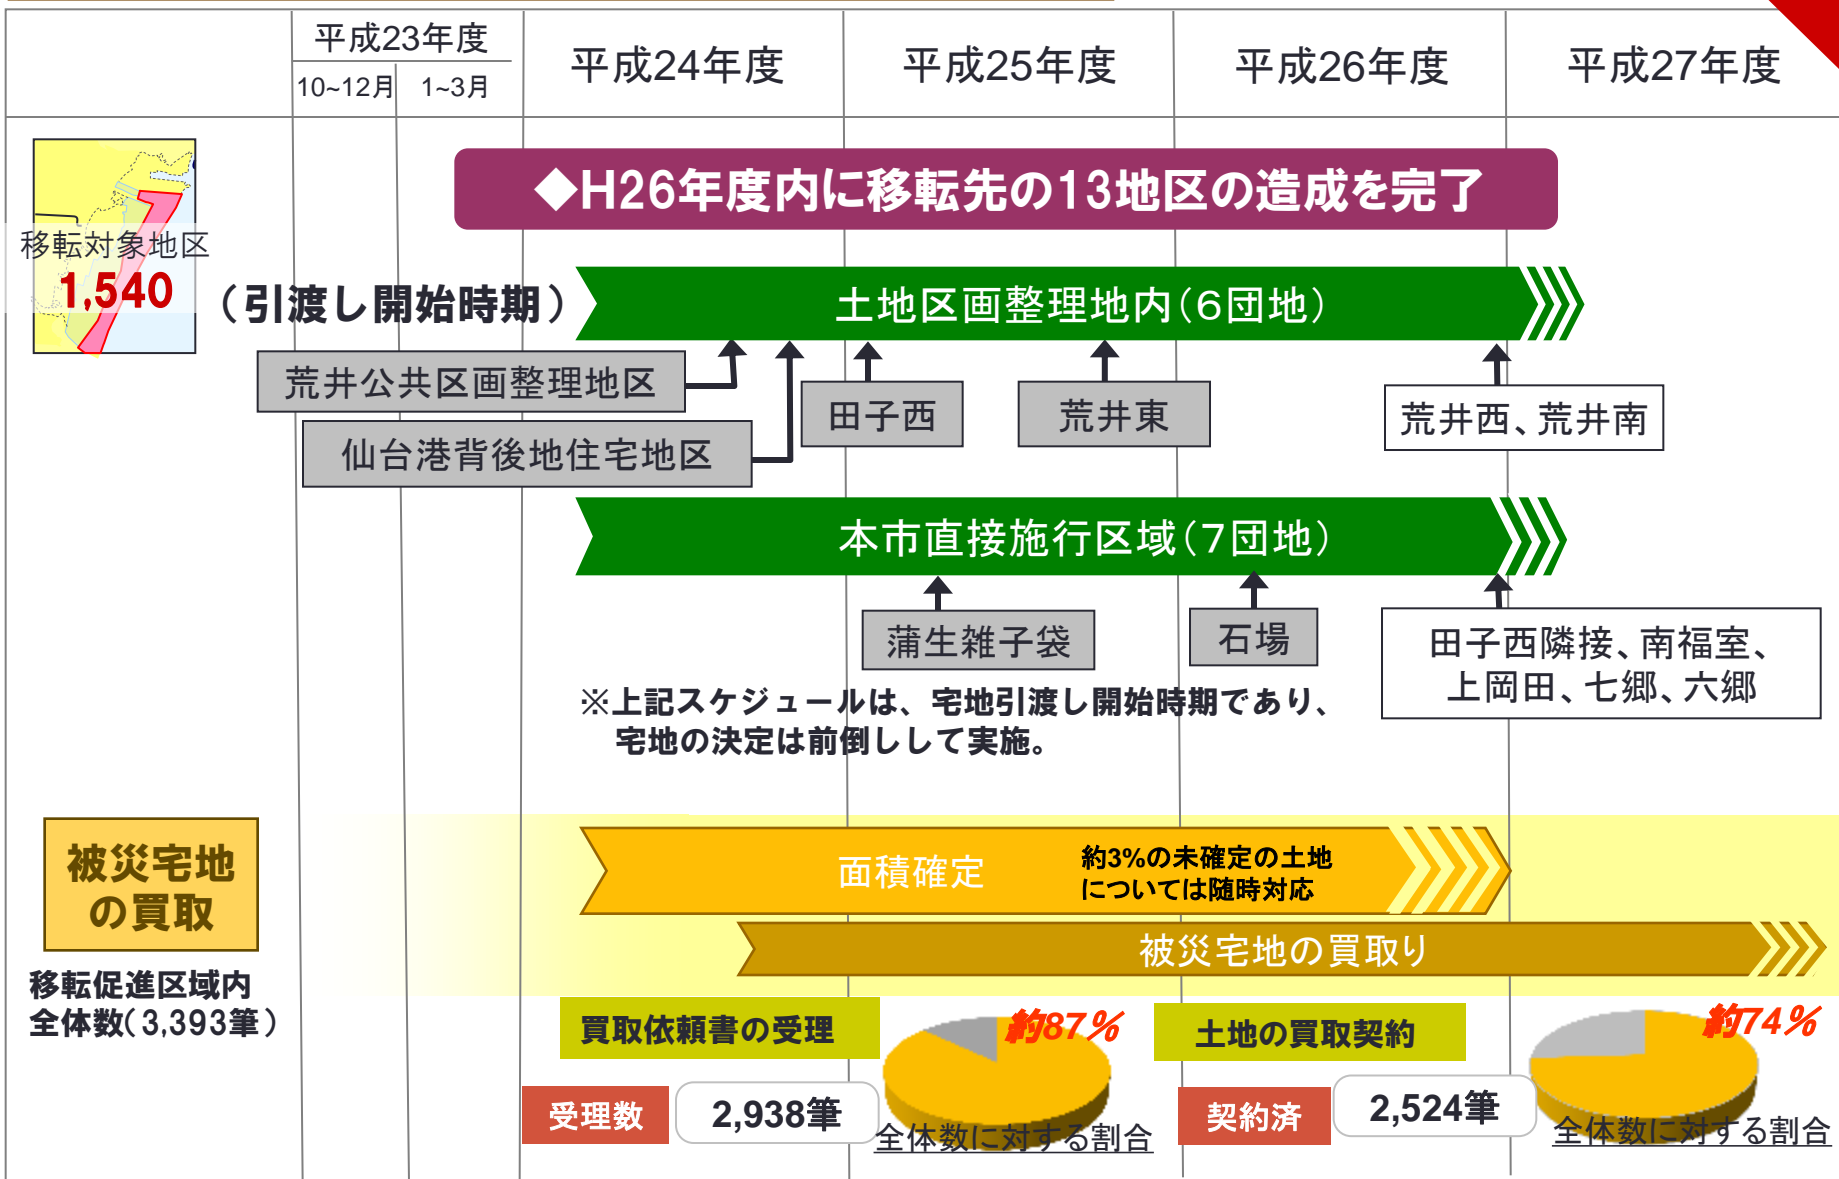 平成23年度
10~12月
1~3月
平成24年度
平成25年度
平成26年度
平成27年度
◆H26年度内に移転先の13地区の造成を完了
移転対象地区
1,540
（引渡し開始時期）
土地区画整理地内（６団地）
荒井公共区画整理地区
仙台港背後地住宅地区
田子西
荒井東
荒井西、荒井南
本市直接施行区域（７団地）
蒲生雑子袋
石場
田子西隣接、南福室、
上岡田、七郷、六郷
※上記スケジュールは、宅地引渡し開始時期であり、
宅地の決定は前倒しして実施。
被災宅地
の買取
面積確定
約3%の未確定の土地
については随時対応
被災宅地の買取り
移転促進区域内
全体数（3,393筆）
買取依頼書の受理
約87％
土地の買取契約
約74％
受理数
2,938筆
全体数に対する割合
契約済
2,524筆
全体数に対する割合